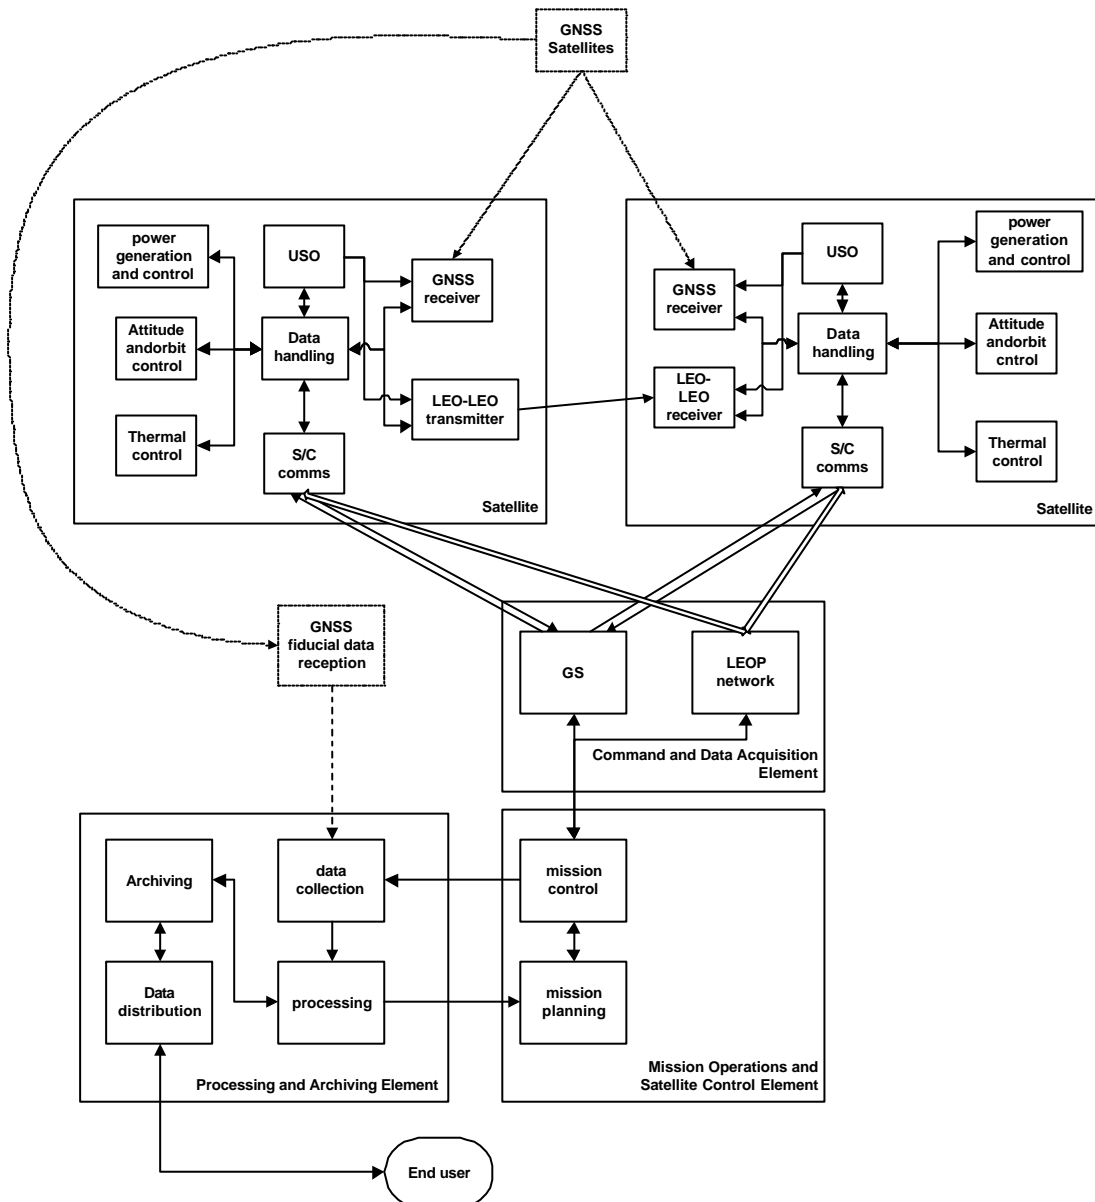 GNSS
Satellites
power
generation
and control
USO
GNSS
receiver
Attitude
andorbit
control
Data
handling
LEO-LEO
transmitter
Thermal
control
S/C
comms
Satellite
USO
power
generation
and control
GNSS
receiver
Data
handling
Attitude
andorbit
cntrol
LEO-
LEO
receiver
S/C
comms
Thermal
control
Satellite
GNSS
fiducial data
reception
GS
LEOP
network
Command and Data Acquisition
Element
Archiving
data
collection
mission
control
Data
distribution
processing
mission
planning
Processing and Archiving Element
Mission Operations and
Satellite Control Element
End user